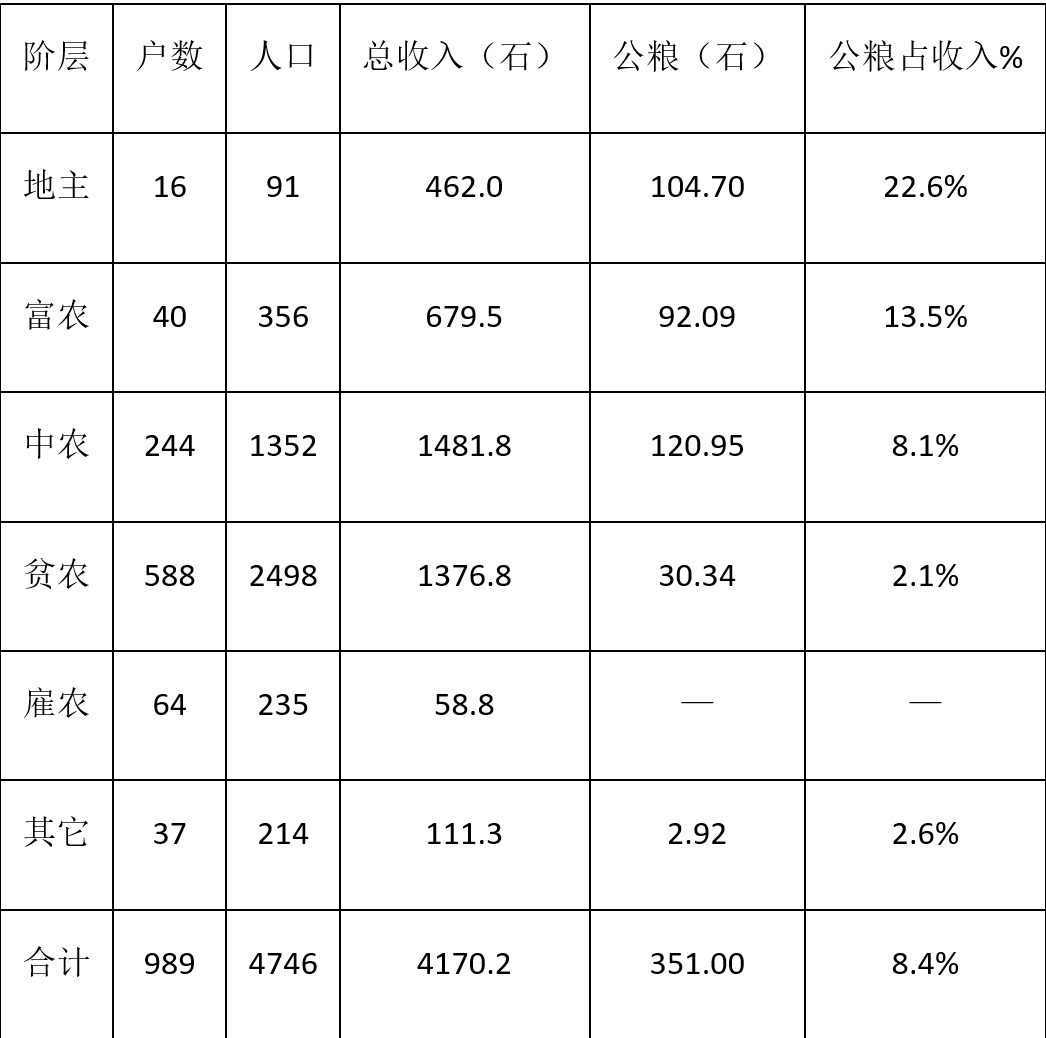 阶层 户数 人口 总收入（石） 公粮（石） 公粮占收入%
地主 16 91 462.0 104.70 22.6%
富农 40 356 679.5 92.09 13.5%
中农 244 1352 1481.8 120.95 8.1%
贫农 588 2498 1376.8 30.34 2.1%
雇农 64 235 58.8 — —
其它 37 214 111.3 2.92 2.6%
合计 989 4746 4170.2 351.00 8.4%